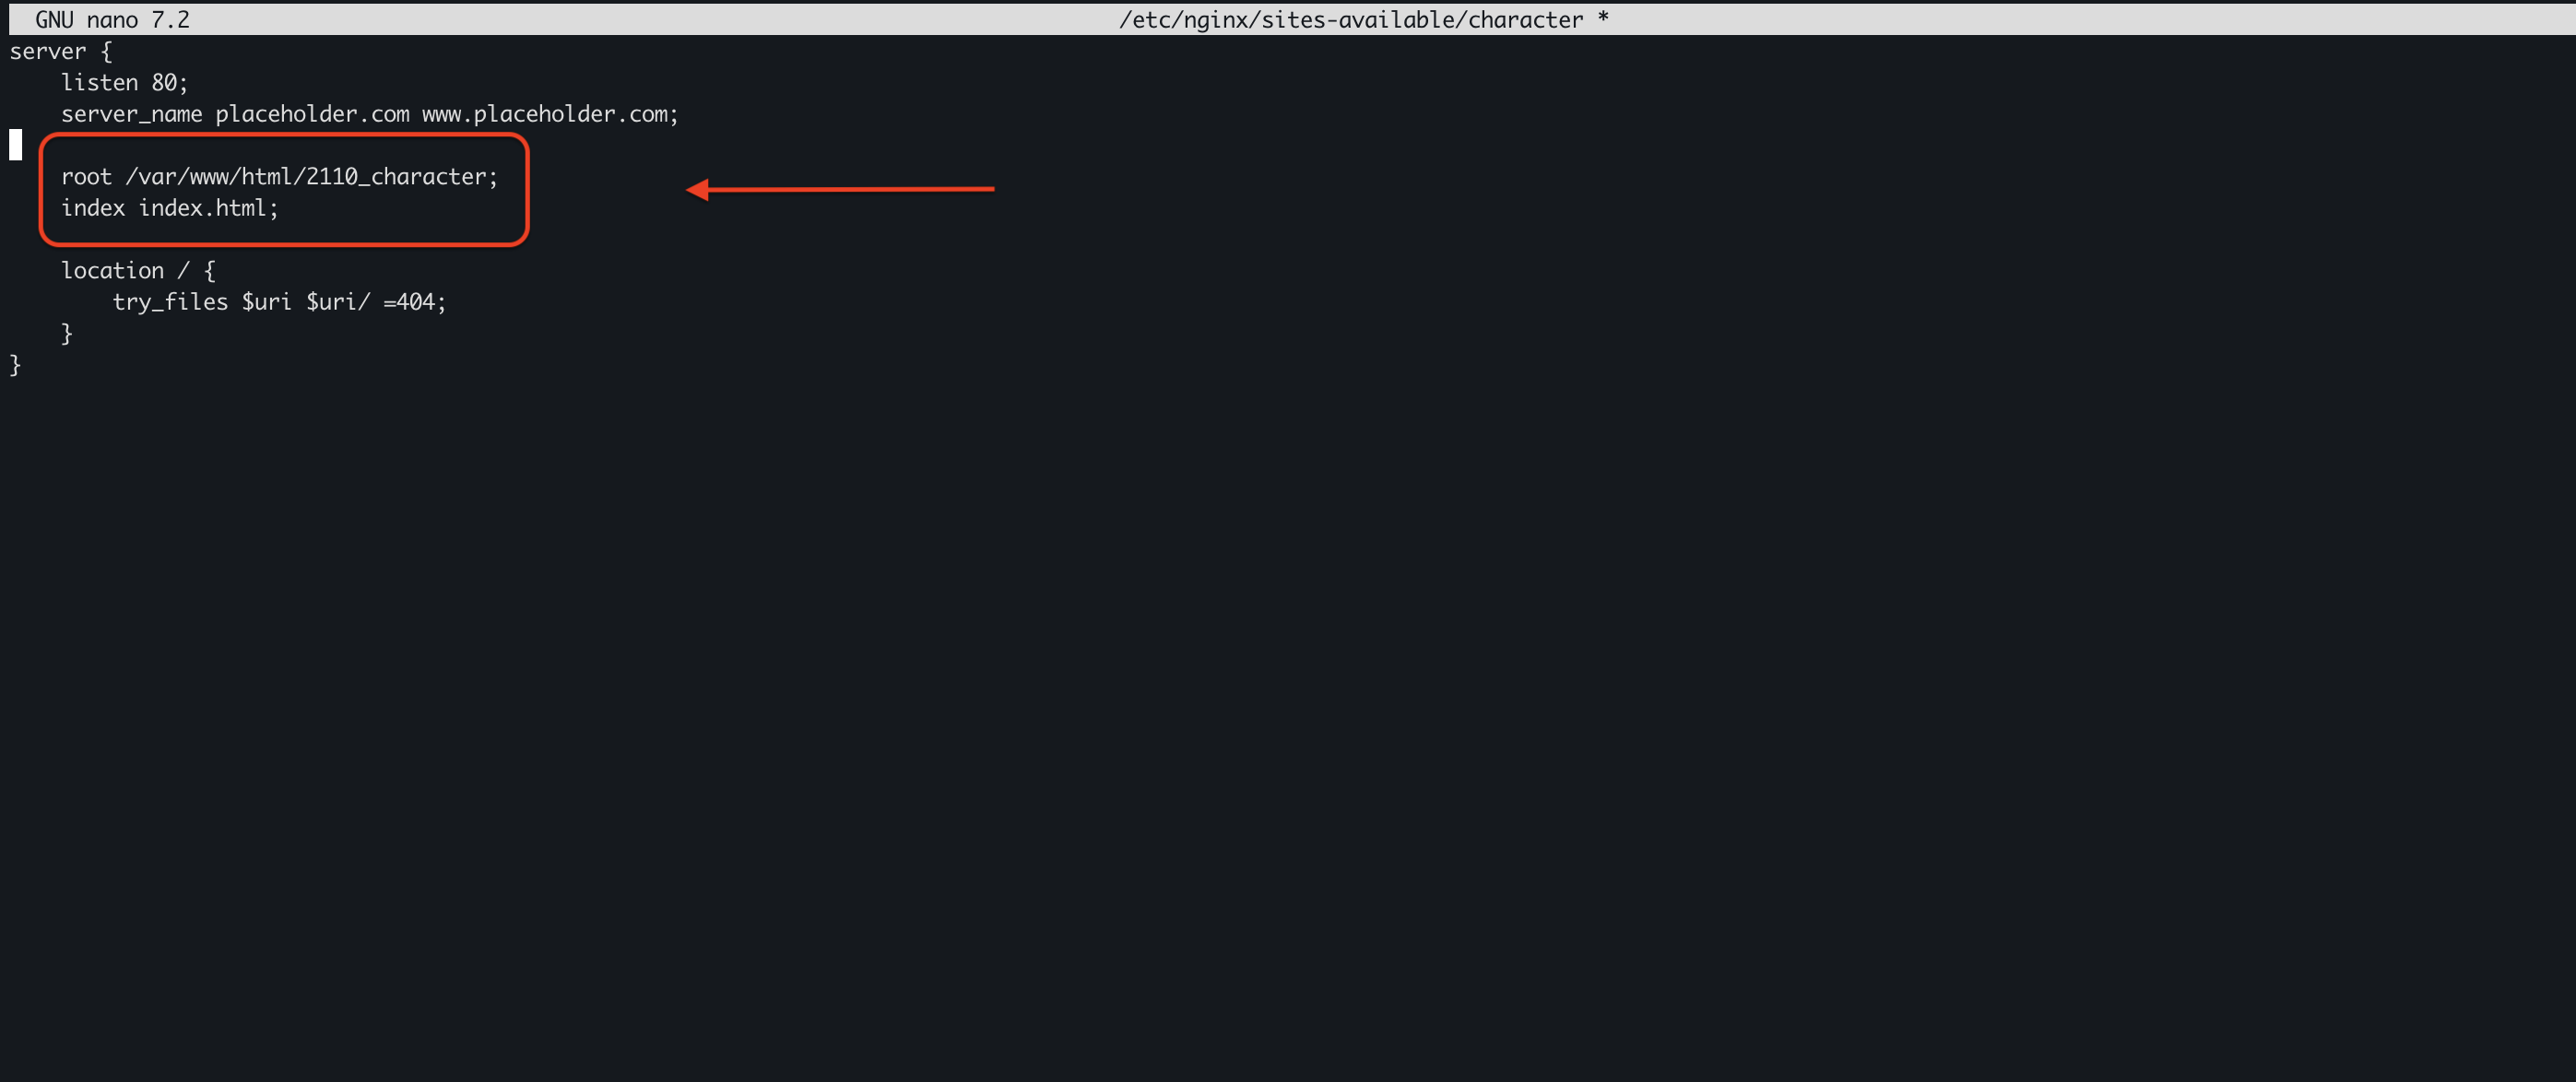 GNU nano 7.2 /etc/nginx/sites-available/character *
server {
    listen 80;
    server_name placeholder.com www.placeholder.com;
    root /var/www/html/2110_character;
    index index.html;
    location / {
        try_files $uri $uri/ =404;
    }
}